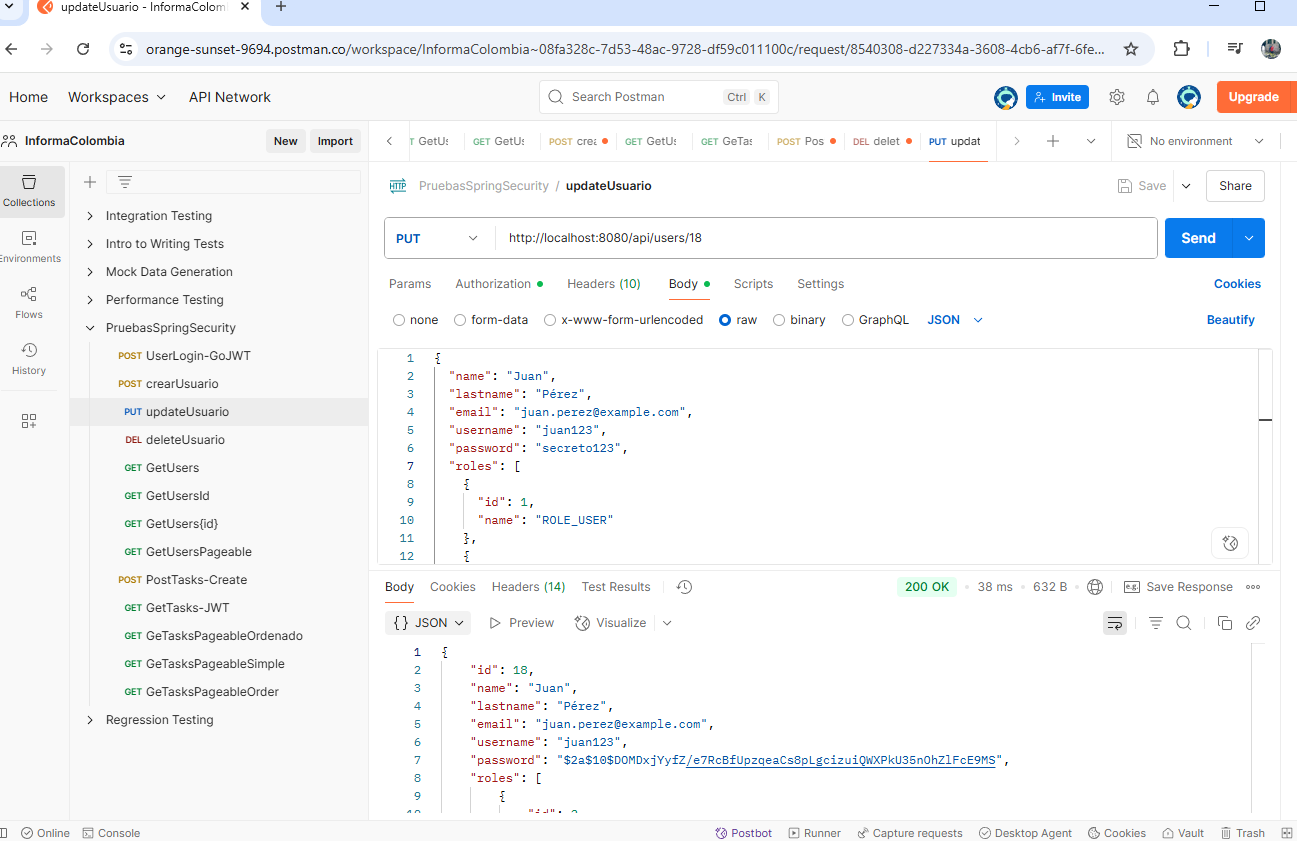 updateUsuario - InformaColom
orange-sunset-9694.postman.co/workspace/InformaColombia~08fa328c-7d53-48ac-9728-df59c011100c/request/8540308-d227334a-3608-4cb6-af7f-6fe...
Home Workspaces API Network Search Postman Ctrl K Invite Upgrade
InformaColombia New Import
T GetUs GET GetUs POST crea GET GetUs GET GeTas POST Pos DEL delet PUT updat No environment
Collections
Environments
Flows
History
Integration Testing
Intro to Writing Tests
Mock Data Generation
Performance Testing
PruebasSpringSecurity
POST UserLogin-GoJWT
POST crearUsuario
PUT updateUsuario
DEL deleteUsuario
GET GetUsers
GET GetUsersId
GET GetUsers{id}
GET GetUsersPageable
POST PostTasks-Create
GET GetTasks-JWT
GET GeTasksPageableOrdenado
GET GeTasksPageableSimple
GET GeTasksPageableOrder
Regression Testing
HTTP PruebasSpringSecurity / updateUsuario Save Share
PUT http://localhost:8080/api/users/18 Send
Params Authorization Headers (10) Body Scripts Settings Cookies
none form-data x-www-form-urlencoded raw binary GraphQL JSON Beautify
1 {
2 "name": "Juan",
3 "lastname": "Pérez",
4 "email": "juan.perez@example.com",
5 "username": "juan123",
6 "password": "secreto123",
7 "roles": [
8 {
9 "id": 1,
10 "name": "ROLE_USER"
11 },
12 {
Body Cookies Headers (14) Test Results 200 OK 38 ms 632 B e.g. Save Response
{} JSON Preview Visualize
1 {
2 "id": 18,
3 "name": "Juan",
4 "lastname": "Pérez",
5 "email": "juan.perez@example.com",
6 "username": "juan123",
7 "password": "$2a$10$DOMDxjYyfZ/e7RcBfUpzqeaCs8pLgcizuiQWXPkU35nOhZlFcE9MS",
8 "roles": [
9 {
Online Console Postbot Runner Capture requests Desktop Agent Cookies Vault Trash